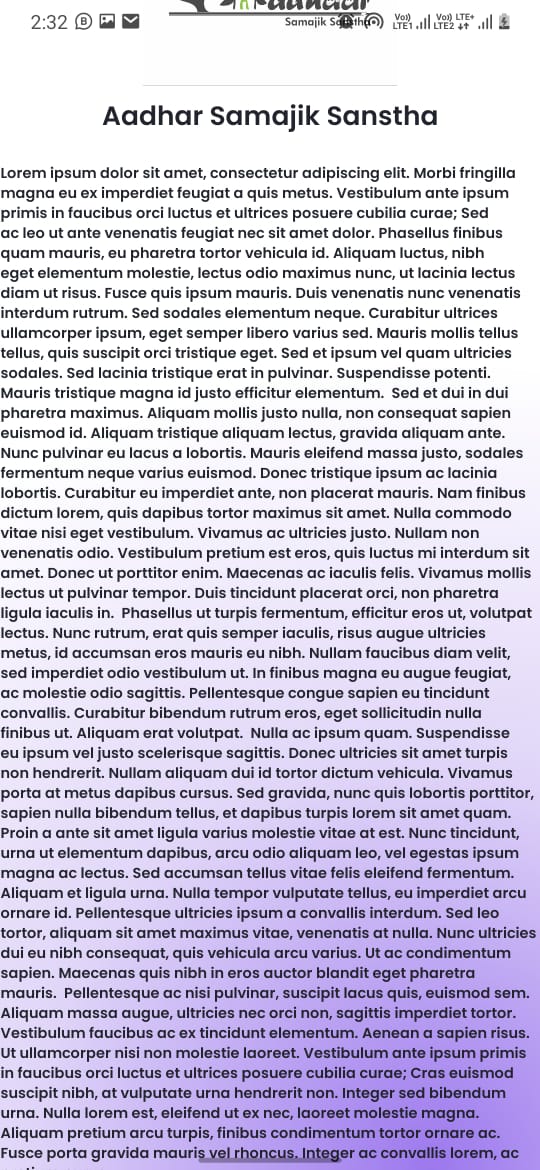 2:32
Samajik Sanstha
Vo)) LTE1 Vo)) LTE+ LTE2
Aadhar Samajik Sanstha
Lorem ipsum dolor sit amet, consectetur adipiscing elit. Morbi fringilla
magna eu ex imperdiet feugiat a quis metus. Vestibulum ante ipsum
primis in faucibus orci luctus et ultrices posuere cubilia curae; Sed
ac leo ut ante venenatis feugiat nec sit amet dolor. Phasellus finibus
quam mauris, eu pharetra tortor vehicula id. Aliquam luctus, nibh
eget elementum molestie, lectus odio maximus nunc, ut lacinia lectus
diam ut risus. Fusce quis ipsum mauris. Duis venenatis nunc venenatis
interdum rutrum. Sed sodales elementum neque. Curabitur ultrices
ullamcorper ipsum, eget semper libero varius sed. Mauris mollis tellus
tellus, quis suscipit orci tristique eget. Sed et ipsum vel quam ultricies
sodales. Sed lacinia tristique erat in pulvinar. Suspendisse potenti.
Mauris tristique magna id justo efficitur elementum.  Sed et dui in dui
pharetra maximus. Aliquam mollis justo nulla, non consequat sapien
euismod id. Aliquam tristique aliquam lectus, gravida aliquam ante.
Nunc pulvinar eu lacus a lobortis. Mauris eleifend massa justo, sodales
fermentum neque varius euismod. Donec tristique ipsum ac lacinia
lobortis. Curabitur eu imperdiet ante, non placerat mauris. Nam finibus
dictum lorem, quis dapibus tortor maximus sit amet. Nulla commodo
vitae nisi eget vestibulum. Vivamus ac ultricies justo. Nullam non
venenatis odio. Vestibulum pretium est eros, quis luctus mi interdum sit
amet. Donec ut porttitor enim. Maecenas ac iaculis felis. Vivamus mollis
lectus ut pulvinar tempor. Duis tincidunt placerat orci, non pharetra
ligula iaculis in.  Phasellus ut turpis fermentum, efficitur eros ut, volutpat
lectus. Nunc rutrum, erat quis semper iaculis, risus augue ultricies
metus, id accumsan eros mauris eu nibh. Nullam faucibus diam velit,
sed imperdiet odio vestibulum ut. In finibus magna eu augue feugiat,
ac molestie odio sagittis. Pellentesque congue sapien eu tincidunt
convallis. Curabitur bibendum rutrum eros, eget sollicitudin nulla
finibus ut. Aliquam erat volutpat.  Nulla ac ipsum quam. Suspendisse
eu ipsum vel justo scelerisque sagittis. Donec ultricies sit amet turpis
non hendrerit. Nullam aliquam dui id tortor dictum vehicula. Vivamus
porta at metus dapibus cursus. Sed gravida, nunc quis lobortis porttitor,
sapien nulla bibendum tellus, et dapibus turpis lorem sit amet quam.
Proin a ante sit amet ligula varius molestie vitae at est. Nunc tincidunt,
urna ut elementum dapibus, arcu odio aliquam leo, vel egestas ipsum
magna ac lectus. Sed accumsan tellus vitae felis eleifend fermentum.
Aliquam et ligula urna. Nulla tempor vulputate tellus, eu imperdiet arcu
ornare id. Pellentesque ultricies ipsum a convallis interdum. Sed leo
tortor, aliquam sit amet maximus vitae, venenatis at nulla. Nunc ultricies
dui eu nibh consequat, quis vehicula arcu varius. Ut ac condimentum
sapien. Maecenas quis nibh in eros auctor blandit eget pharetra
mauris.  Pellentesque ac nisi pulvinar, suscipit lacus quis, euismod sem.
Aliquam massa augue, ultricies nec orci non, sagittis imperdiet tortor.
Vestibulum faucibus ac ex tincidunt elementum. Aenean a sapien risus.
Ut ullamcorper nisi non molestie laoreet. Vestibulum ante ipsum primis
in faucibus orci luctus et ultrices posuere cubilia curae; Cras euismod
suscipit nibh, at vulputate urna hendrerit non. Integer sed bibendum
urna. Nulla lorem est, eleifend ut ex nec, laoreet molestie magna.
Aliquam pretium arcu turpis, finibus condimentum tortor ornare ac.
Fusce porta gravida mauris vel rhoncus. Integer ac convallis lorem, ac